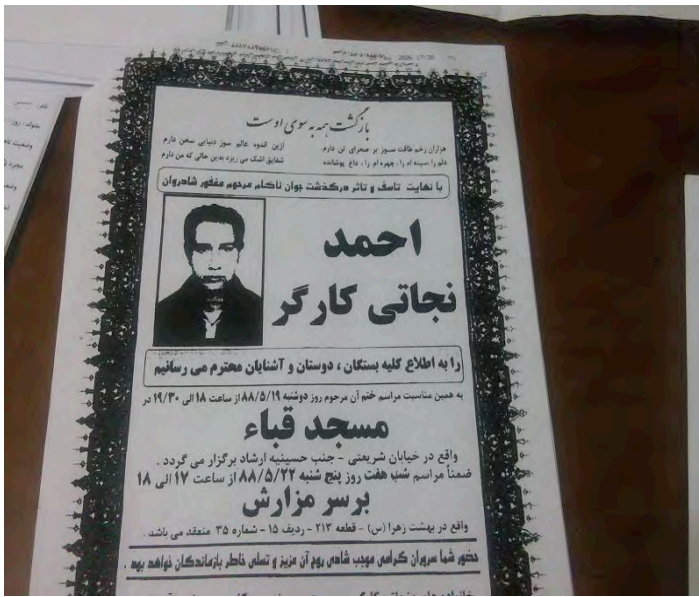 بازگشت همه به سوی اوست
هزاران زخم طاقت سوز بر صحرای تن دارم
ازین اندوه عالم سوز دنیایی سخن دارم
دلم را، سینه ام را، چهره ام را، داغ پوشانده
شقایق اشک می ریزد بدین حالی که من دارم
با نهایت تاسف و تاثر درگذشت جوان ناکام مرحوم مغفور شادروان
احمد
نجاتی کارگر
را به اطلاع کلیه بستگان ، دوستان و آشنایان محترم می رسانیم
به همین مناسبت مراسم ختم آن مرحوم روز دوشنبه ۸۸/۵/۱۹ از ساعت ۱۸ الی ۱۹/۳۰ در
مسجد قباء
واقع در خیابان شریعتی - جنب حسینیه ارشاد برگزار می گردد .
ضمناً مراسم شب هفت روز پنج شنبه ۸۸/۵/۲۲ از ساعت ۱۷ الی ۱۸
بر سر مزارش
واقع در بهشت زهرا (س) - قطعه ۲۱۳ - ردیف ۱۵ - شماره ۳۵ منعقد می باشد .
حضور شما سروران گرامی موجب شادی روح آن عزیز و تسلی خاطر بازماندگان خواهد بود .